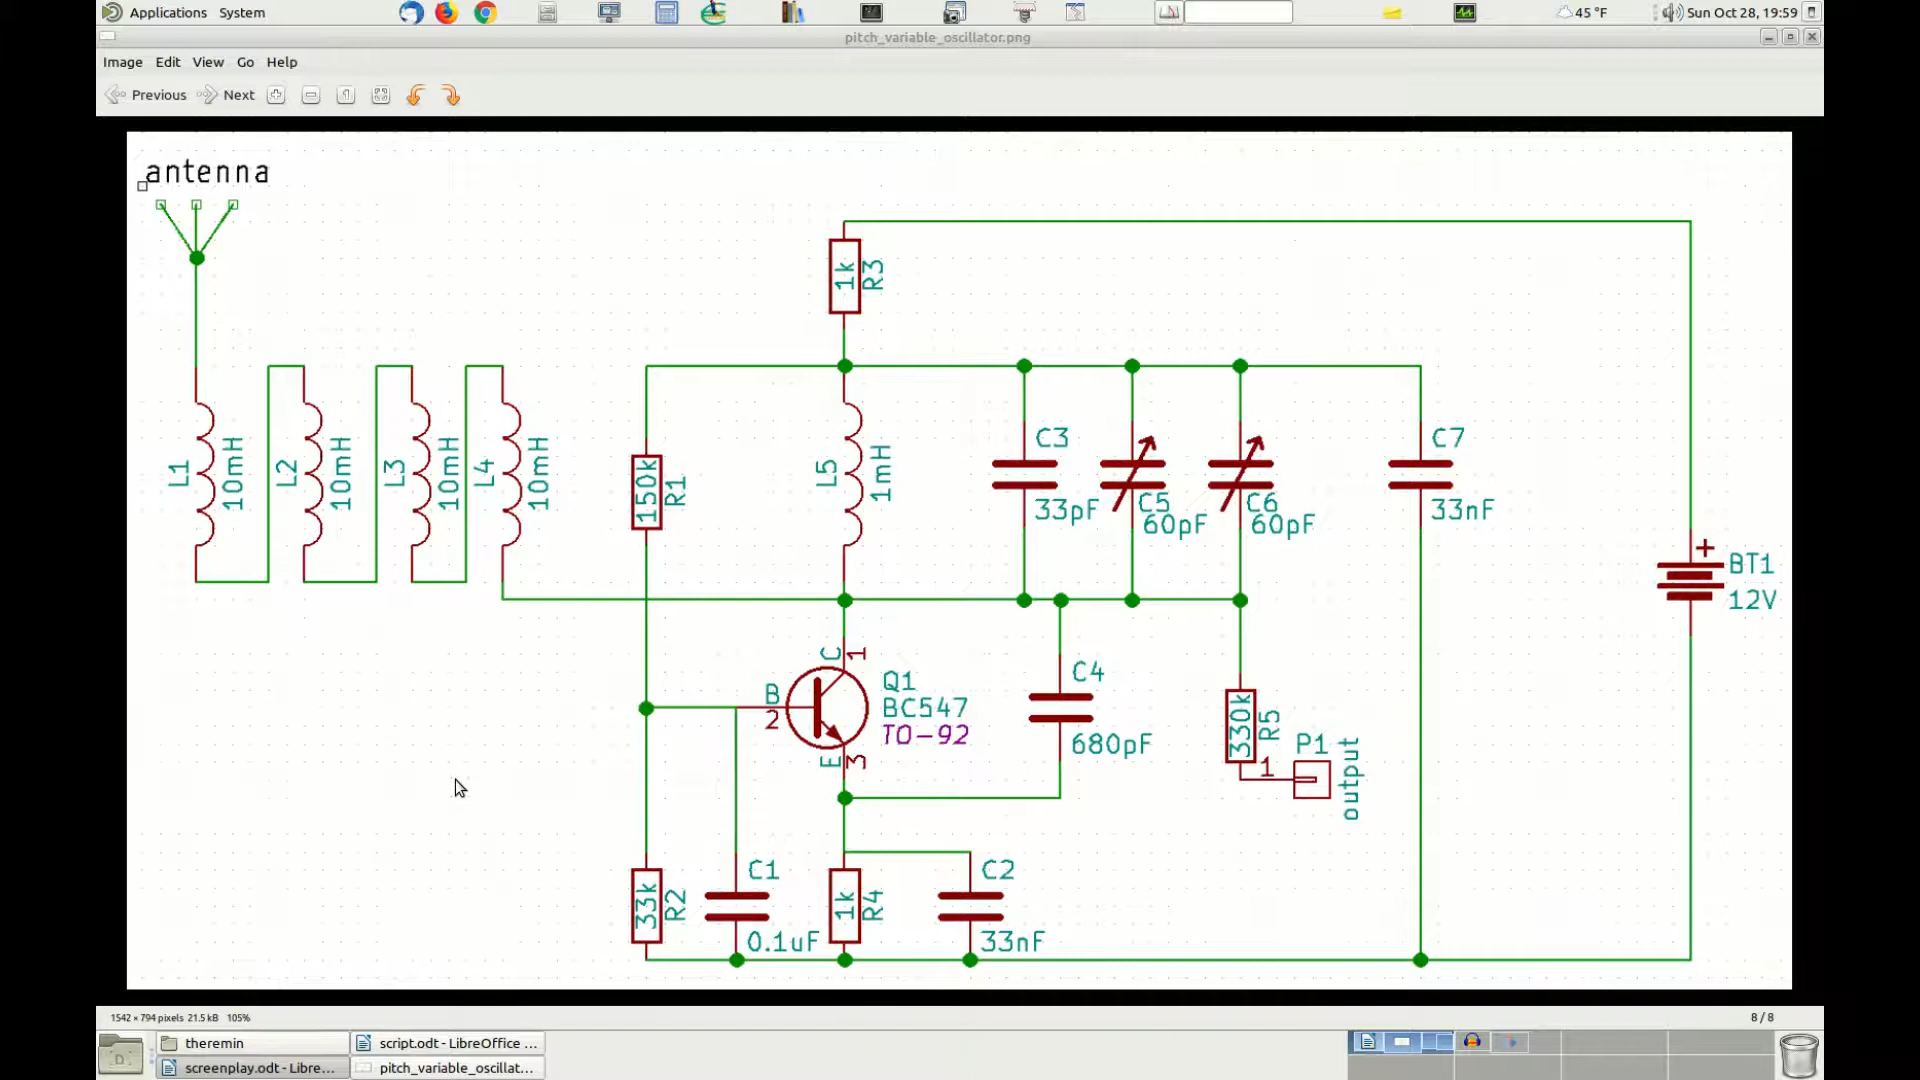 Applications System
45 °F
Sun Oct 28, 19:59
pitch_variable_oscillator.png
Image Edit View Go Help
Previous Next
antenna
1k
R3
L1
10mH
L2
10mH
L3
10mH
L4
10mH
150k
R1
L5
1mH
C3
33pF
C5
60pF
C6
60pF
C7
33nF
+
BT1
12V
C
1
B
2
E
3
Q1
BC547
TO-92
C4
680pF
330k
R5
1
P1
output
33k
R2
C1
0.1uF
1k
R4
C2
33nF
1542 × 794 pixels 21.5 kB 105%
8 / 8
theremin
script.odt - LibreOffice ...
screenplay.odt - Libre...
pitch_variable_oscillat...